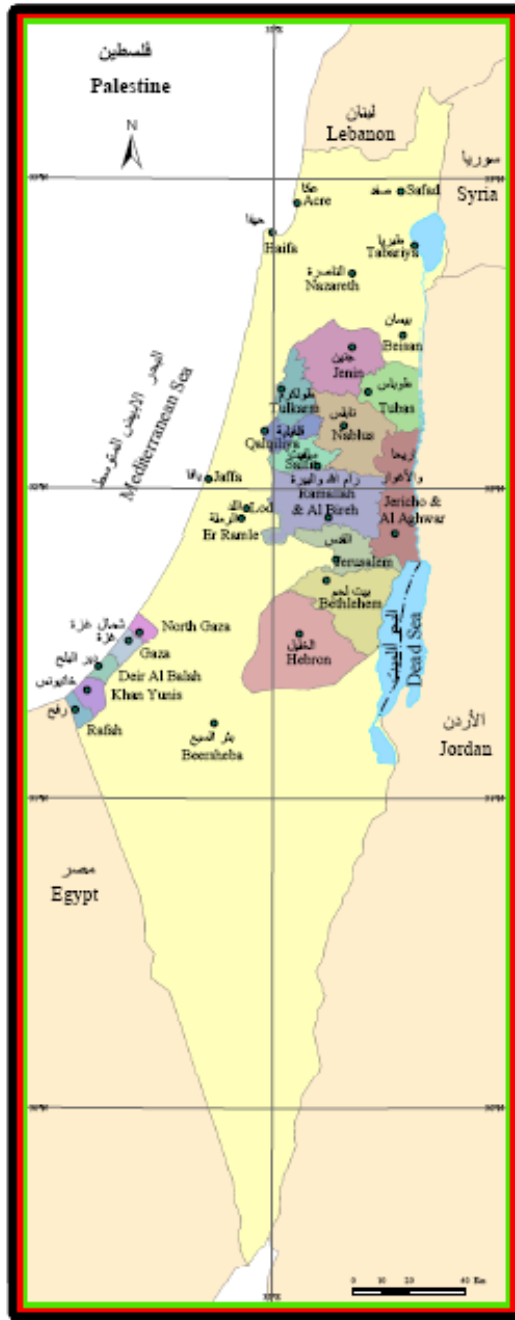 فلسطين
Palestine
N
لبنان
Lebanon
سوريا
Syria
عكا
Acre
صفد
Safad
حيفا
Haifa
طبريا
Tabariya
الناصرة
Nazareth
بيسان
Beisan
جنين
Jenin
البحر الابيض المتوسط
Mediterranean Sea
طولكرم
Tulkarm
طوباس
Tubas
نابلس
Nablus
قلقيلية
Qalqiliya
سلفيت
Salfit
يافا
Jaffa
اريحا
والأغوار
Jericho &
Al Aghwar
رام الله والبيرة
Ramallah
& Al Bireh
اللد
Lod
الرملة
Er Ramle
القدس
Jerusalem
بيت لحم
Bethlehem
الخليل
Hebron
البحر الميت
Dead Sea
شمال غزة
North Gaza
غزة
Gaza
دير البلح
Deir Al Balah
خانيونس
Khan Yunis
رفح
Rafah
بئر السبع
Beersheba
الأردن
Jordan
مصر
Egypt
0 10 20 40 Km